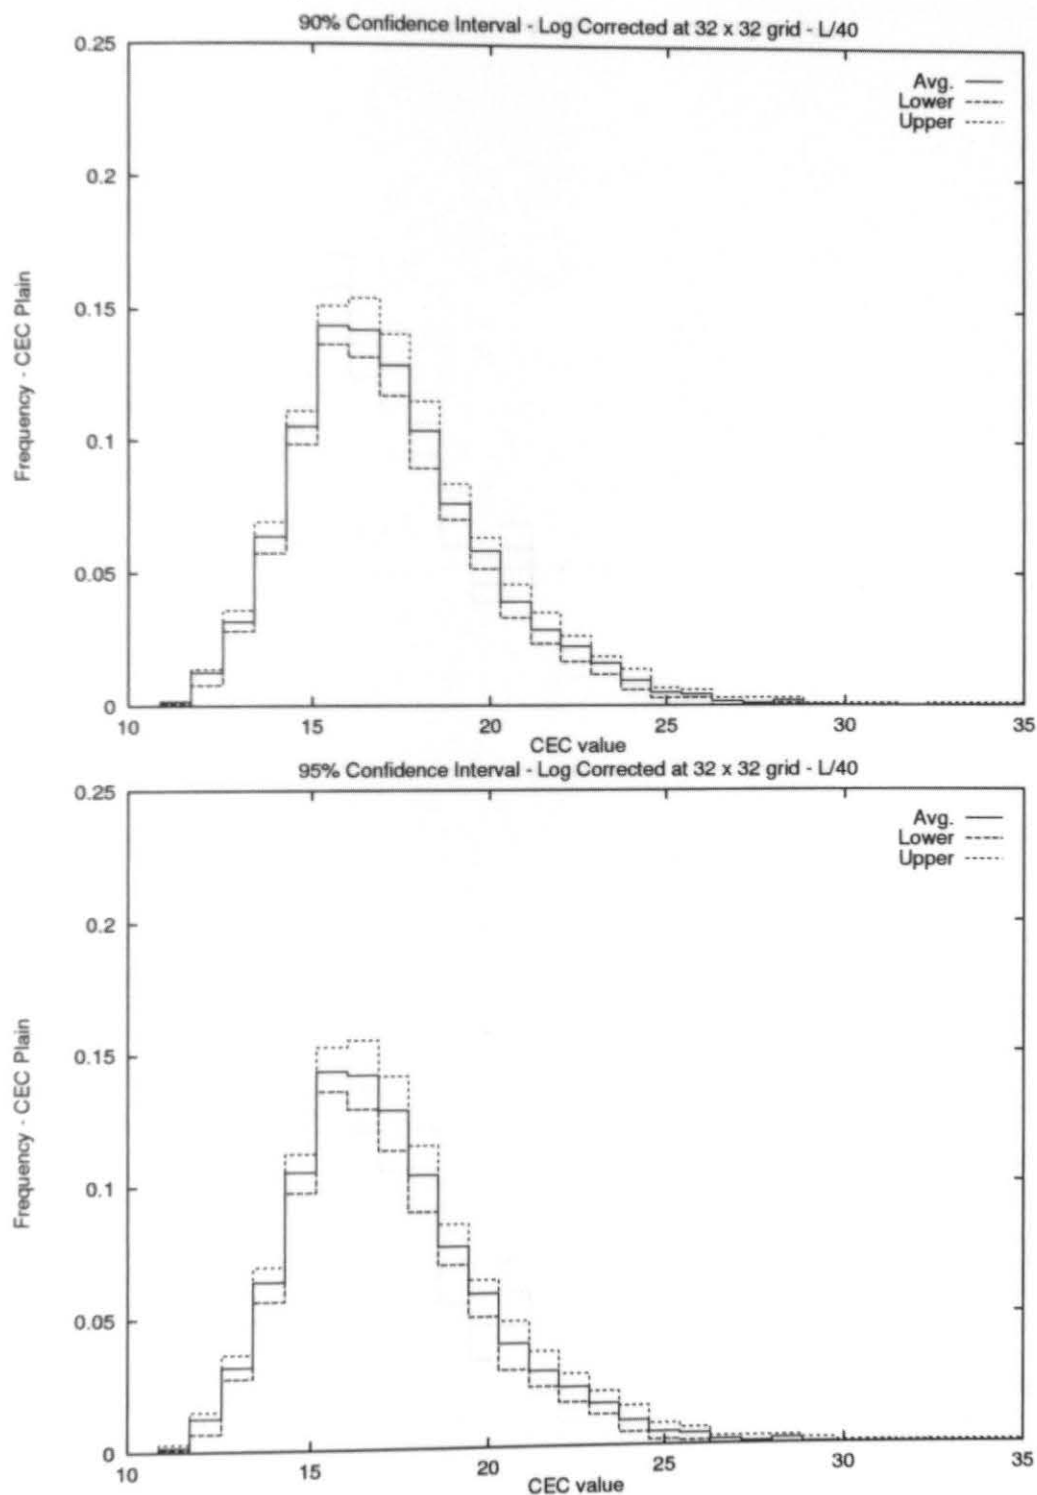 90% Confidence Interval - Log Corrected at 32 x 32 grid - L/40
0.25
0.2
0.15
0.1
0.05
0
Frequency - CEC Plain
Avg.
Lower
Upper
10 15 20 25 30 35
CEC value
95% Confidence Interval - Log Corrected at 32 x 32 grid - L/40
0.25
0.2
0.15
0.1
0.05
0
Frequency - CEC Plain
Avg.
Lower
Upper
10 15 20 25 30 35
CEC value